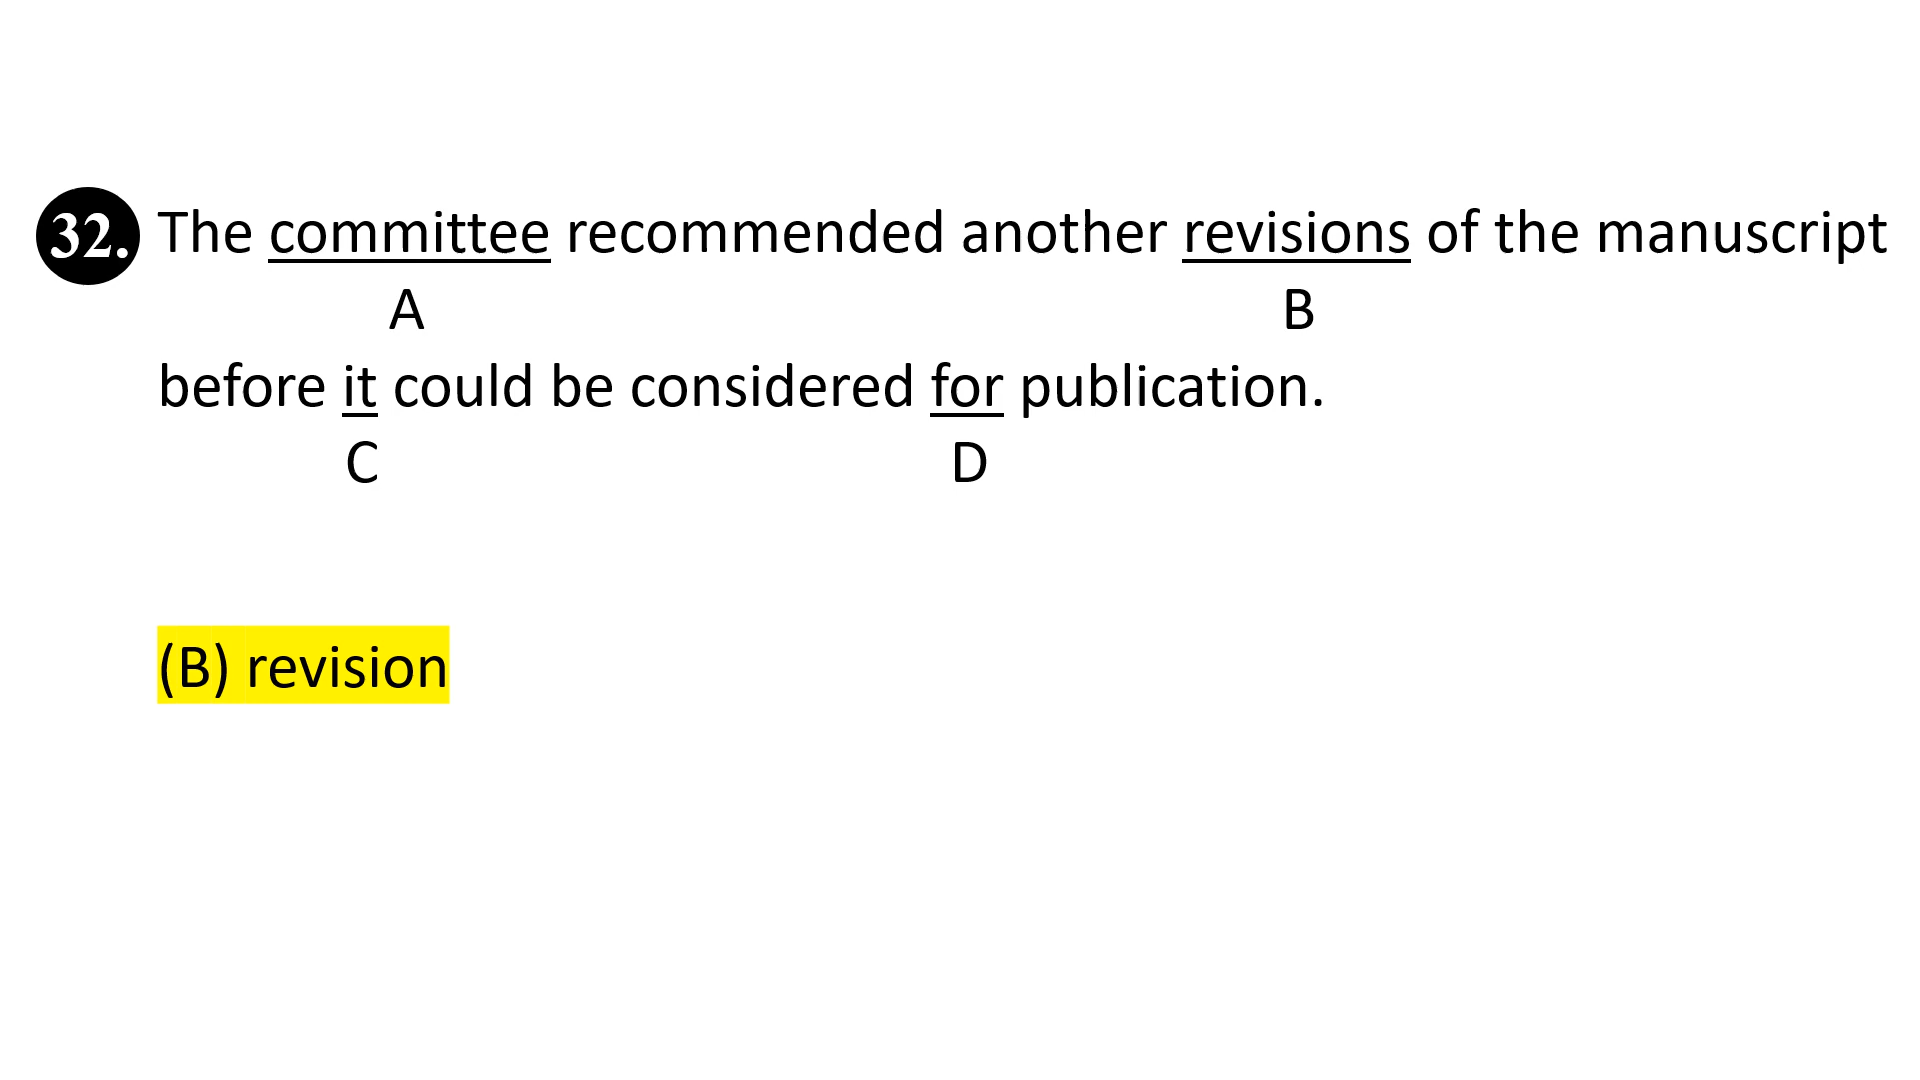 32. The committee recommended another revisions of the manuscript
A B
before it could be considered for publication.
C D
(B) revision